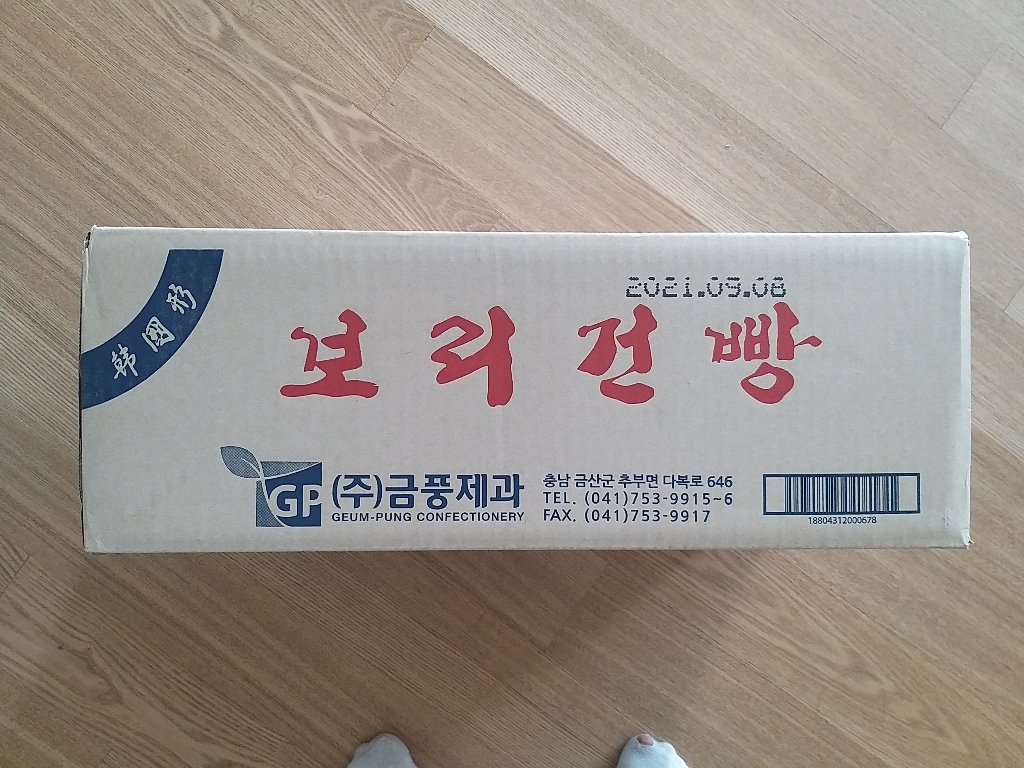 韩國形
2021.09.08
보리건빵
GP
(주)금풍제과
GEUM-PUNG CONFECTIONERY
충남 금산군 추부면 다복로 646
TEL. (041)753-9915~6
FAX. (041)753-9917
18804312000678